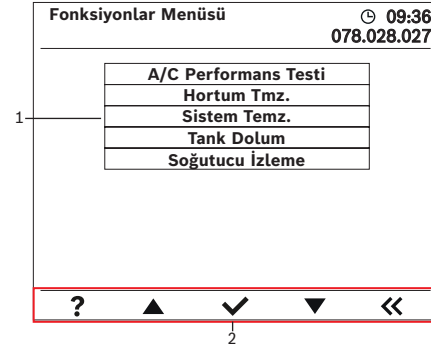 Fonksiyonlar Menüsü 09:36
078.028.027
A/C Performans Testi
Hortum Tmz.
1 Sistem Temz.
Tank Dolum
Soğutucu İzleme
?
2